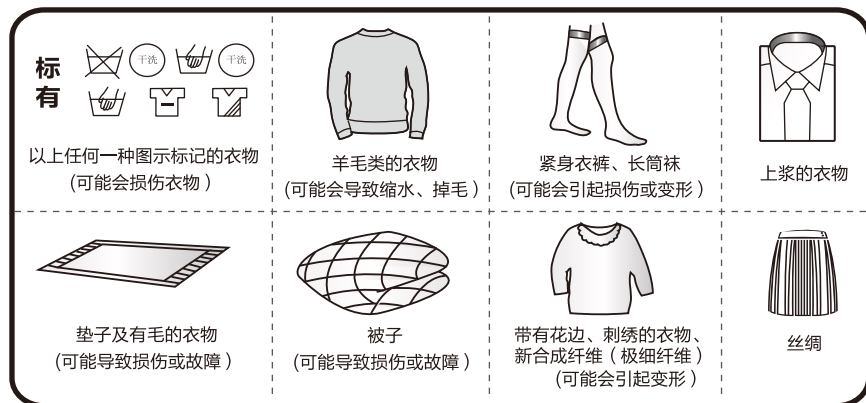 标有
干洗 干洗
以上任何一种图示标记的衣物
(可能会损伤衣物)
羊毛类的衣物
(可能会导致缩水、掉毛)
紧身衣裤、长筒袜
(可能会引起损伤或变形)
上浆的衣物
垫子及有毛的衣物
(可能导致损伤或故障)
被子
(可能导致损伤或故障)
带有花边、刺绣的衣物、
新合成纤维(极细纤维)
(可能会引起变形)
丝绸